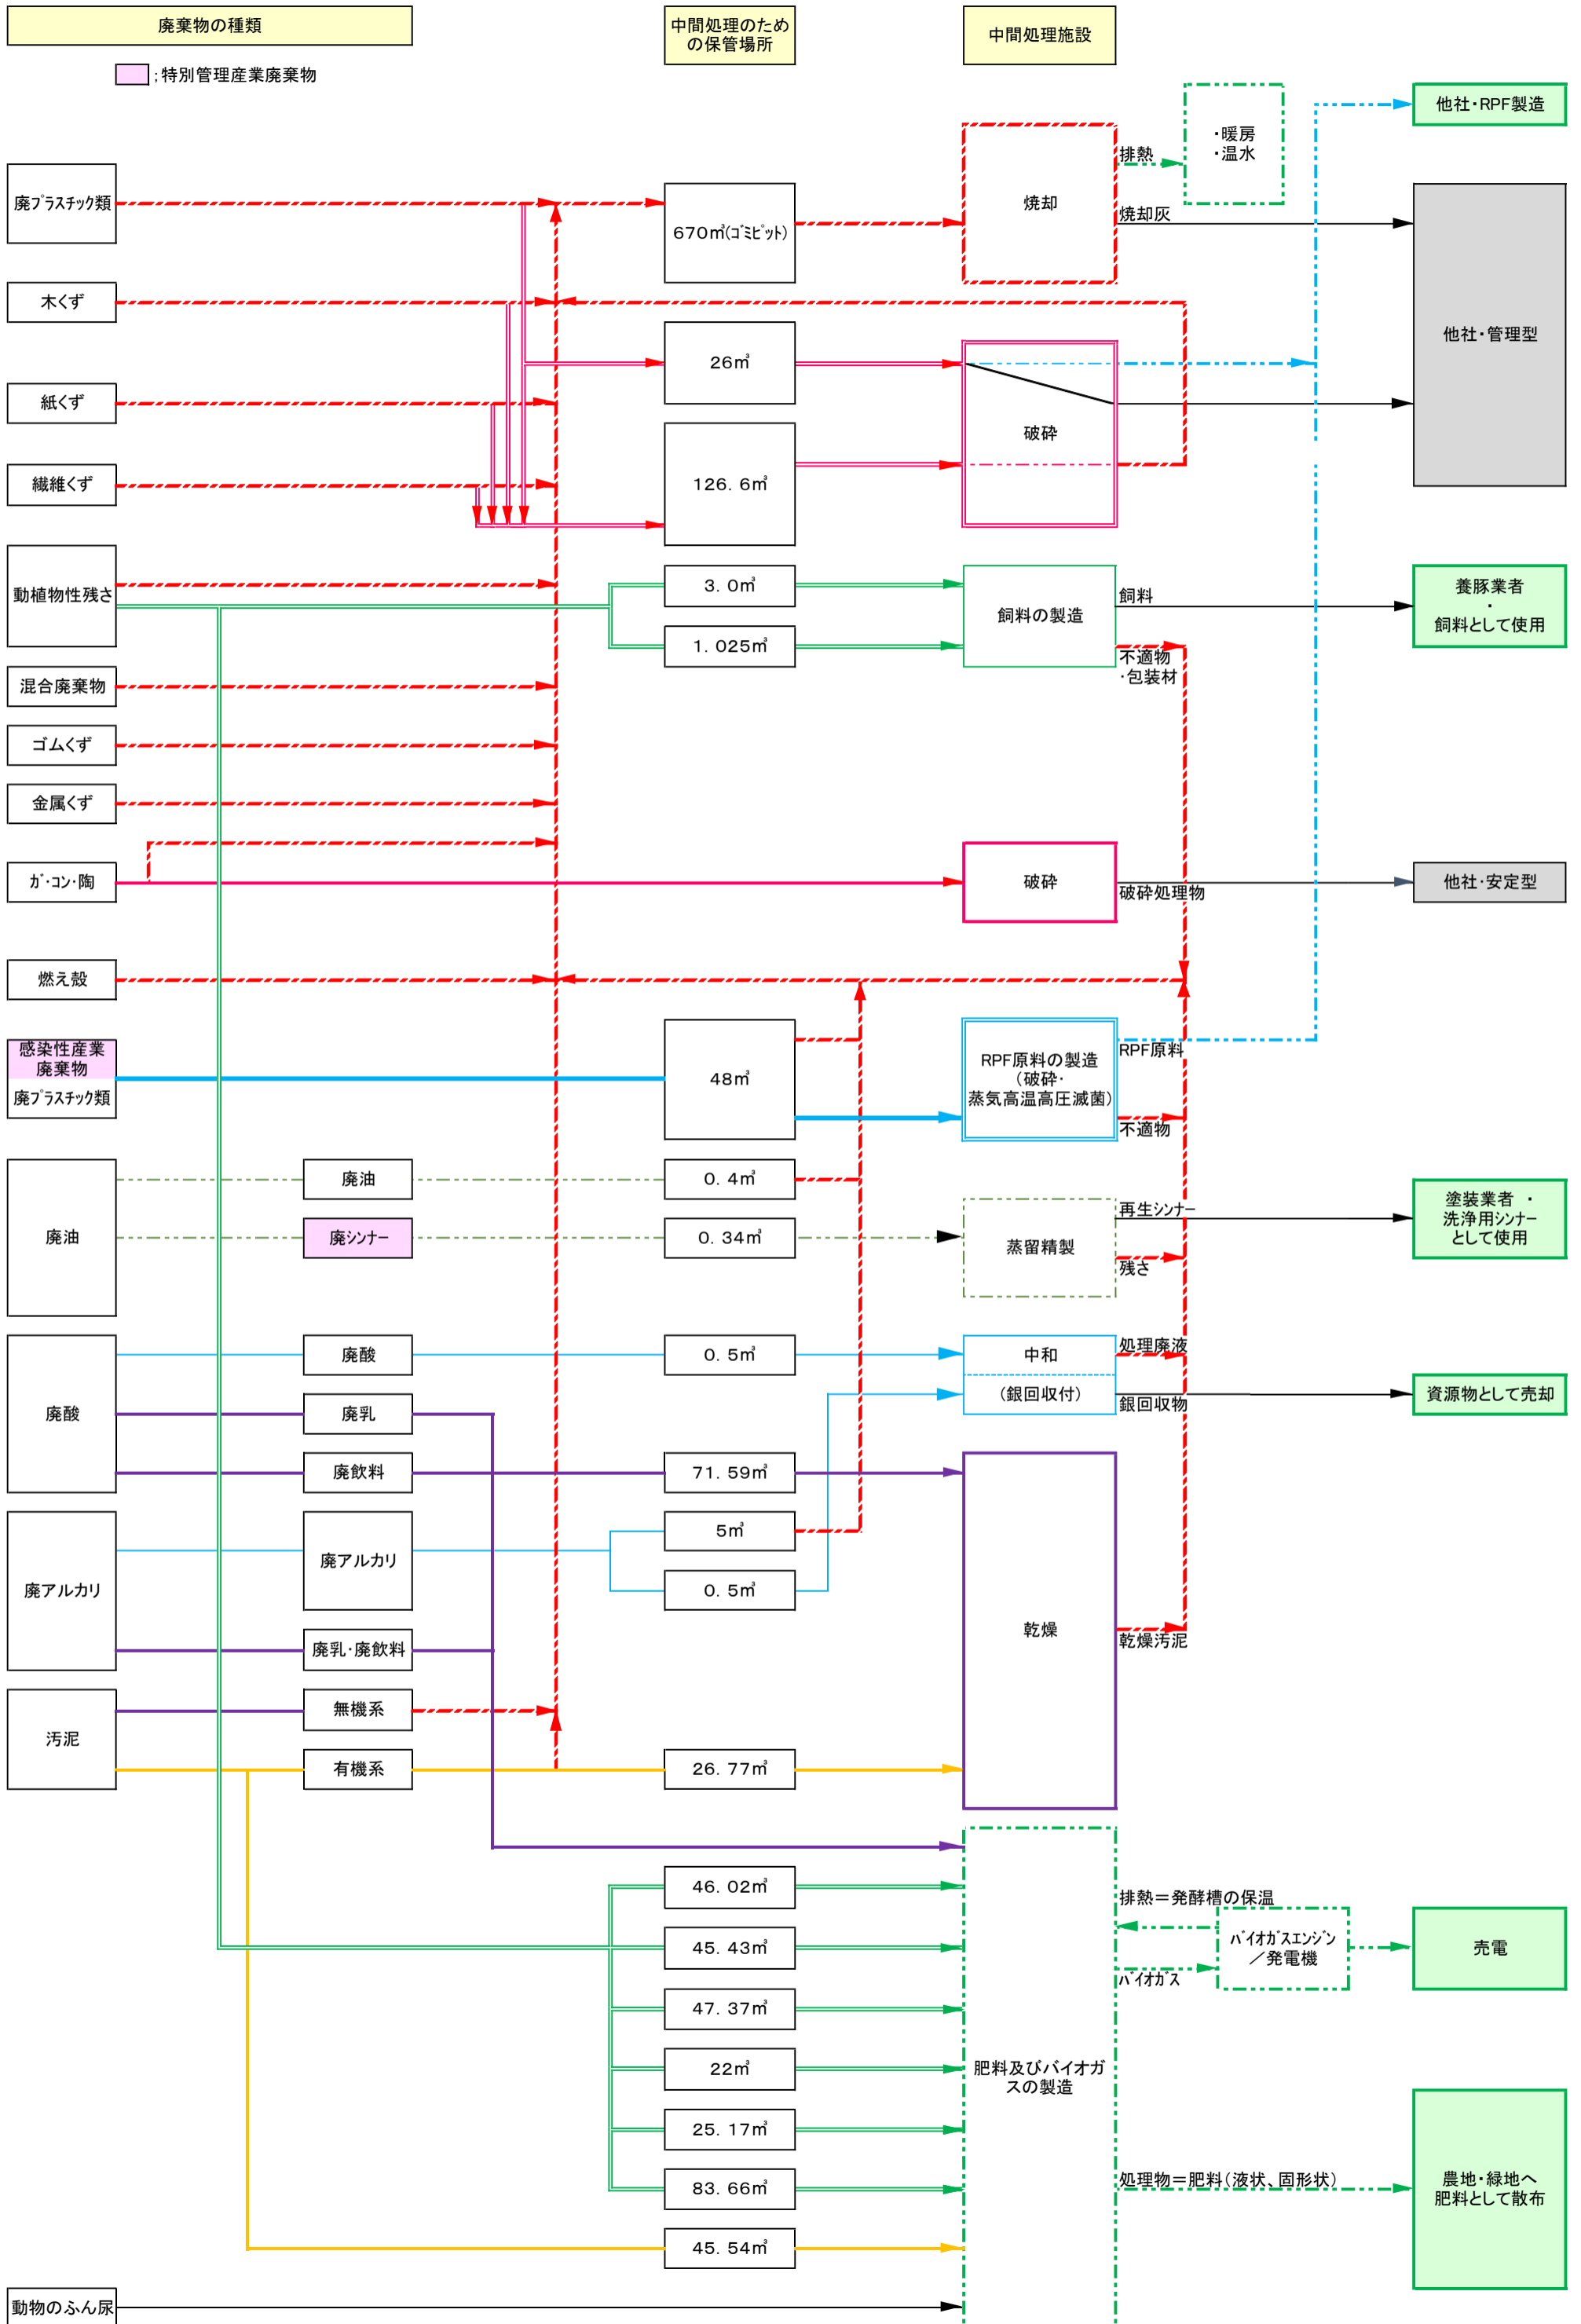 廃棄物の種類
中間処理のため
の保管場所
中間処理施設
;特別管理産業廃棄物
他社・RPF製造
・暖房
・温水
排熱
廃ﾌﾟﾗｽﾁｯｸ類
670㎥(ｺﾞﾐﾋﾟｯﾄ)
焼却
焼却灰
木くず
他社・管理型
26㎥
紙くず
破砕
繊維くず
126．6㎥
動植物性残さ
3．0㎥
飼料の製造
飼料
養豚業者
・
飼料として使用
1．025㎥
不適物
・包装材
混合廃棄物
ゴムくず
金属くず
ｶﾞ・コン・陶
破砕
破砕処理物
他社・安定型
燃え殻
感染性産業
廃棄物
廃ﾌﾟﾗｽﾁｯｸ類
48㎥
RPF原料の製造
（破砕・
蒸気高温高圧滅菌）
RPF原料
不適物
廃油
廃油
0．4㎥
廃ｼﾝﾅｰ
0．34㎥
蒸留精製
再生ｼﾝﾅｰ
残さ
塗装業者　・
洗浄用ｼﾝﾅｰ
として使用
廃酸
廃酸
0．5㎥
中和
処理廃液
（銀回収付）
銀回収物
資源物として売却
廃乳
廃飲料
71．59㎥
廃アルカリ
廃アルカリ
5㎥
0．5㎥
乾燥
乾燥汚泥
廃乳・廃飲料
汚泥
無機系
有機系
26．77㎥
46．02㎥
排熱＝発酵槽の保温
45．43㎥
ﾊﾞｲｵｶﾞｽｴﾝｼﾞﾝ
／発電機
売電
ﾊﾞｲｵｶﾞｽ
47．37㎥
22㎥
肥料及びバイオガ
スの製造
25．17㎥
83．66㎥
処理物＝肥料（液状、固形状）
農地・緑地へ
肥料として散布
45．54㎥
動物のふん尿